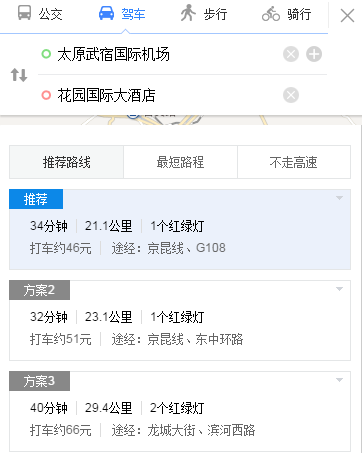 公交 驾车 步行 骑行
太原武宿国际机场
花园国际大酒店
推荐路线 最短路程 不走高速
推荐
34分钟 21.1公里 1个红绿灯
打车约46元 途经：京昆线、G108
方案2
32分钟 23.1公里 1个红绿灯
打车约51元 途经：京昆线、东中环路
方案3
40分钟 29.4公里 2个红绿灯
打车约66元 途经：龙城大街、滨河西路